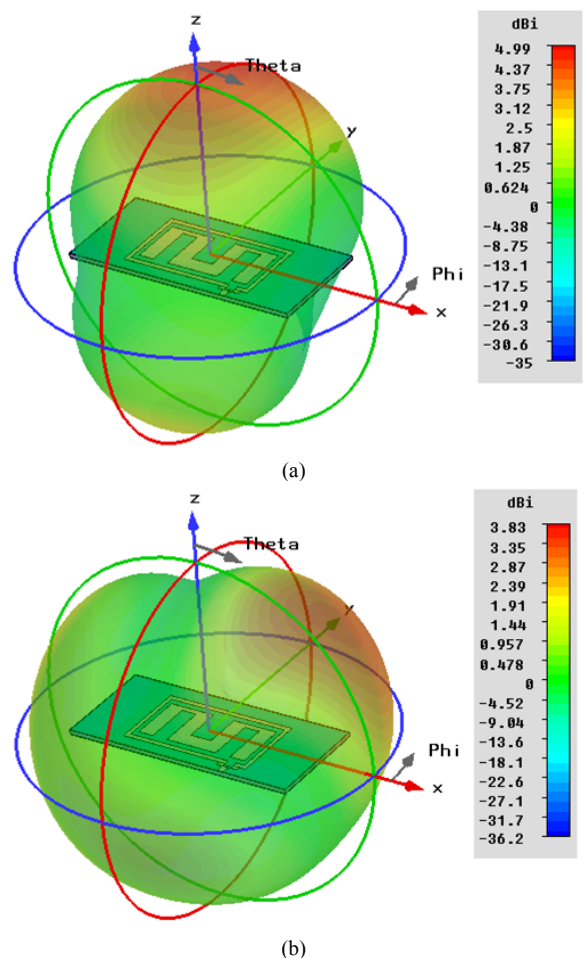 z
Theta
y
Phi
x
dBi
4.99
4.37
3.75
3.12
2.5
1.87
1.25
0.624
0
-4.38
-8.75
-13.1
-17.5
-21.9
-26.3
-30.6
-35
(a)
z
Theta
y
Phi
x
dBi
3.83
3.35
2.87
2.39
1.91
1.44
0.957
0.478
0
-4.52
-9.04
-13.6
-18.1
-22.6
-27.1
-31.7
-36.2
(b)